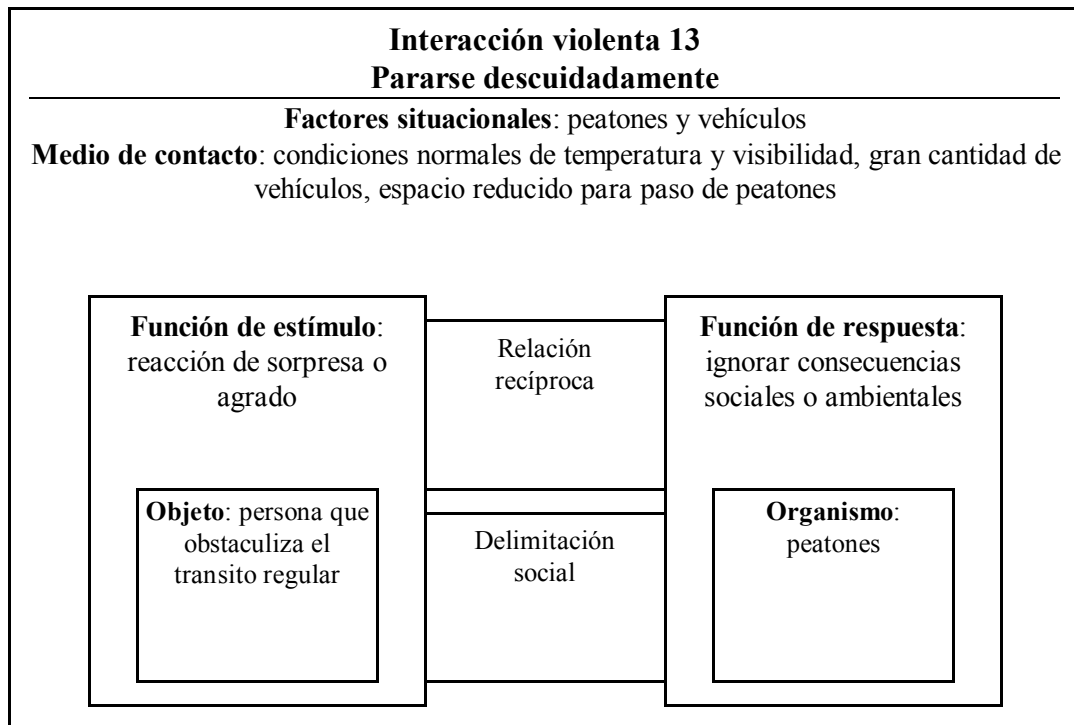 Interacción violenta 13
Pararse descuidadamente
Factores situacionales: peatones y vehículos
Medio de contacto: condiciones normales de temperatura y visibilidad, gran cantidad de
vehículos, espacio reducido para paso de peatones
Función de estímulo:
reacción de sorpresa o
agrado
Objeto: persona que
obstaculiza el
transito regular
Relación
recíproca
Delimitación
social
Función de respuesta:
ignorar consecuencias
sociales o ambientales
Organismo:
peatones